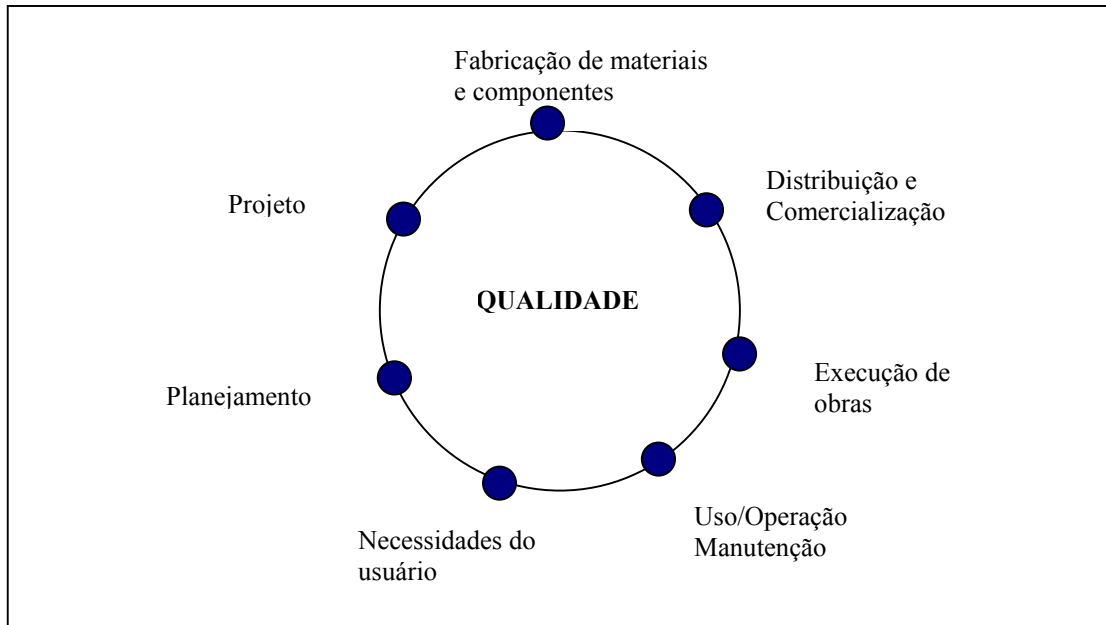 Fabricação de materiais
e componentes
Distribuição e
Comercialização
Projeto
QUALIDADE
Execução de
obras
Planejamento
Uso/Operação
Manutenção
Necessidades do
usuário